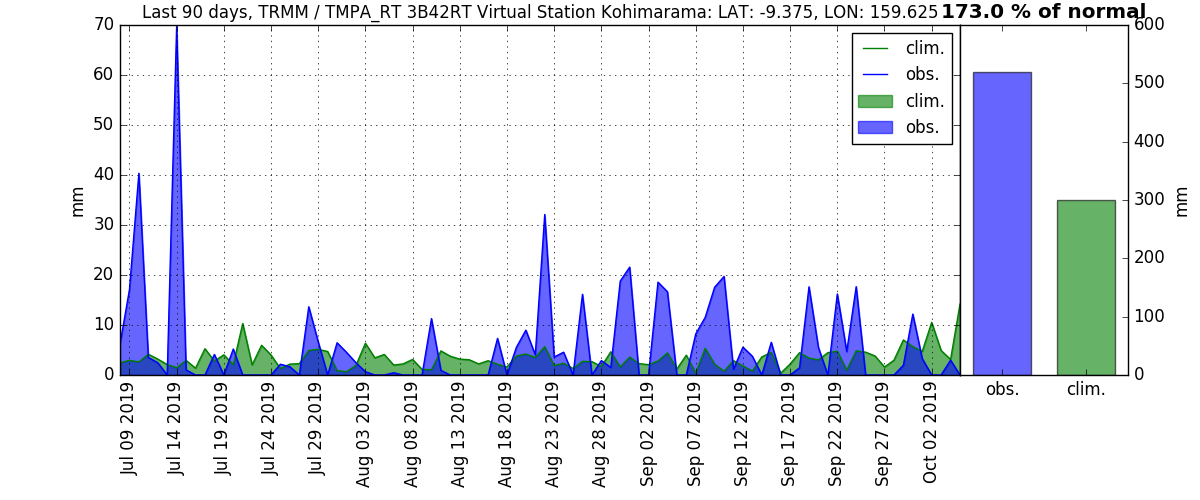 Last 90 days, TRMM / TMPA_RT 3B42RT Virtual Station Kohimarama: LAT: -9.375, LON: 159.625 173.0 % of normal
70
60
50
40
30
20
10
0
mm
clim.
obs.
clim.
obs.
600
500
400
300
200
100
0
mm
obs.
clim.
Jul 09 2019
Jul 14 2019
Jul 19 2019
Jul 24 2019
Jul 29 2019
Aug 03 2019
Aug 08 2019
Aug 13 2019
Aug 18 2019
Aug 23 2019
Aug 28 2019
Sep 02 2019
Sep 07 2019
Sep 12 2019
Sep 17 2019
Sep 22 2019
Sep 27 2019
Oct 02 2019